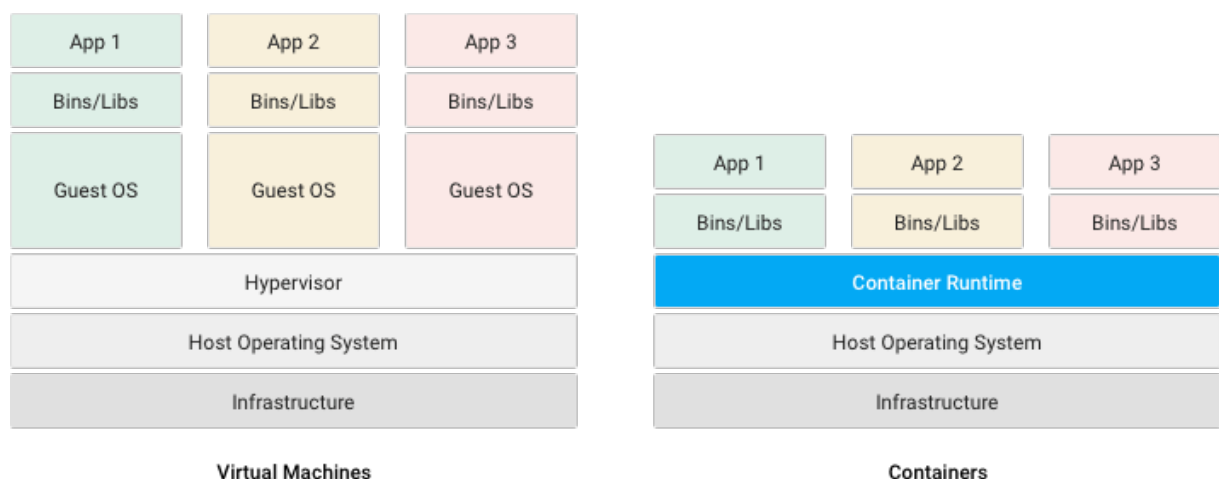 App 1
App 2
App 3
Bins/Libs
Bins/Libs
Bins/Libs
Guest OS
Guest OS
Guest OS
Hypervisor
Host Operating System
Infrastructure
Virtual Machines
App 1
App 2
App 3
Bins/Libs
Bins/Libs
Bins/Libs
Container Runtime
Host Operating System
Infrastructure
Containers